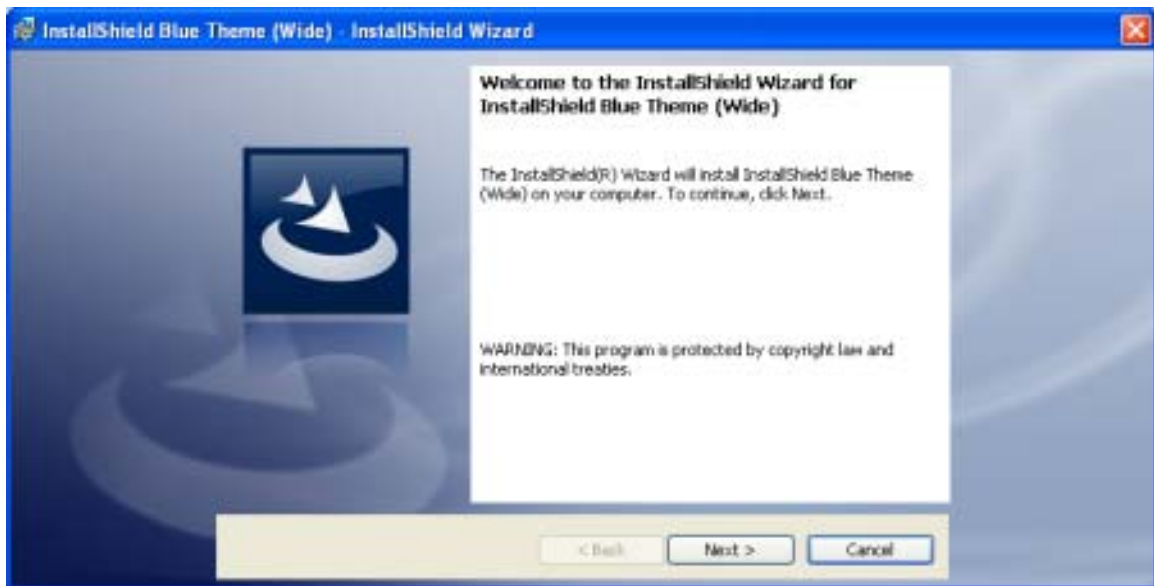 InstallShield Blue Theme (Wide) - InstallShield Wizard
Welcome to the InstallShield Wizard for
InstallShield Blue Theme (Wide)
The InstallShield(R) Wizard will install InstallShield Blue Theme
(Wide) on your computer. To continue, click Next.
WARNING: This program is protected by copyright law and
international treaties.
< Back
Next >
Cancel